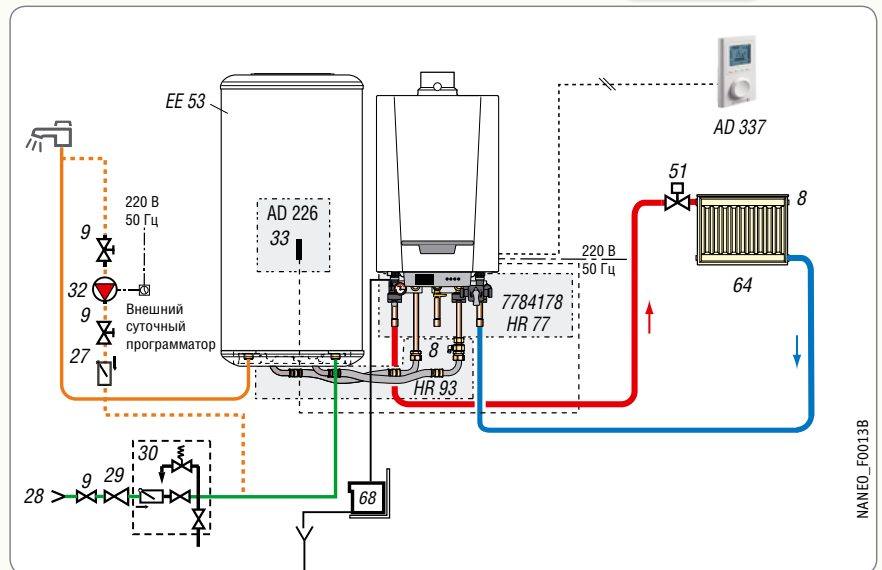 EE 53
AD 337
51
8
64
220 В
50 Гц
9
32
Внешний
суточный
программатор
9
27
AD 226
33
220 В
50 Гц
7784178
HR 77
8
HR 93
30
28
9
29
68
NANEO_F0013B